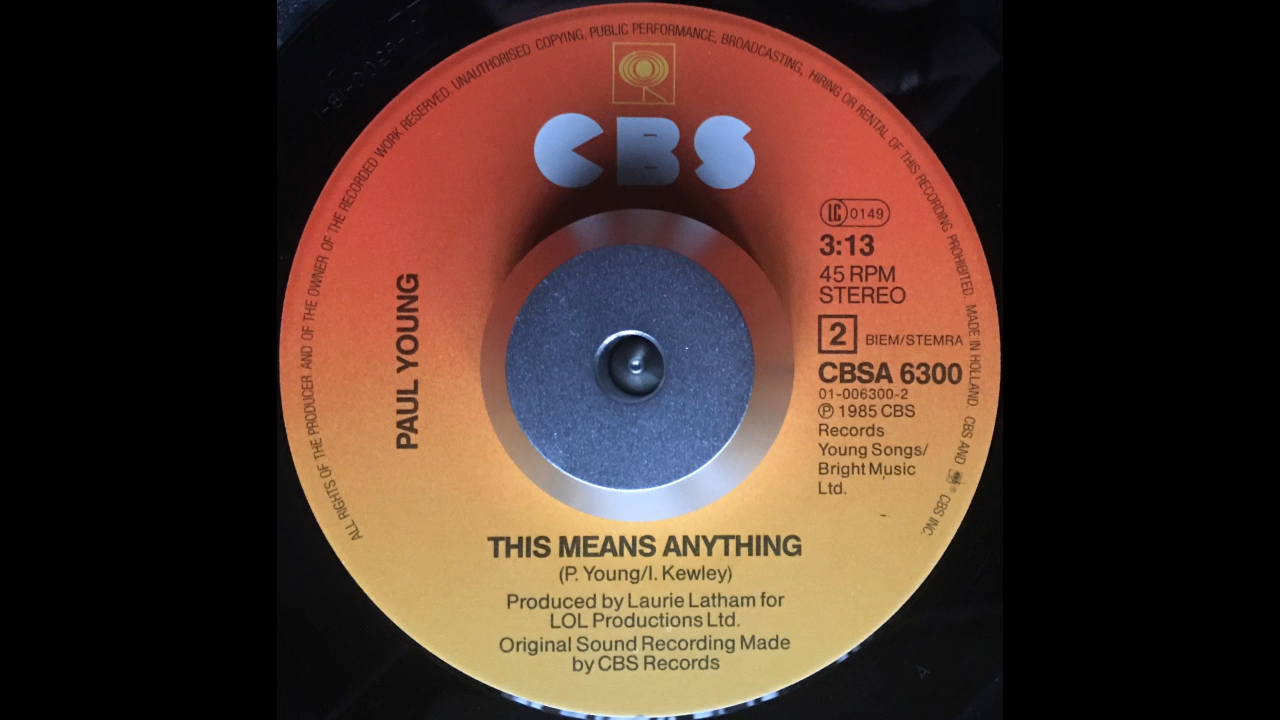 ALL RIGHTS OF THE PRODUCER AND OF THE OWNER OF THE RECORDED WORK RESERVED. UNAUTHORISED COPYING, PUBLIC PERFORMANCE, BROADCASTING, HIRING OR RENTAL OF THIS RECORDING PROHIBITED. MADE IN HOLLAND. CBS AND ® CBS INC.
CBS
LC 0149
3:13
45 RPM
STEREO
2 BIEM/STEMRA
CBSA 6300
01-006300-2
℗ 1985 CBS
Records
Young Songs/
Bright Music
Ltd.
PAUL YOUNG
THIS MEANS ANYTHING
(P. Young/I. Kewley)
Produced by Laurie Latham for
LOL Productions Ltd.
Original Sound Recording Made
by CBS Records